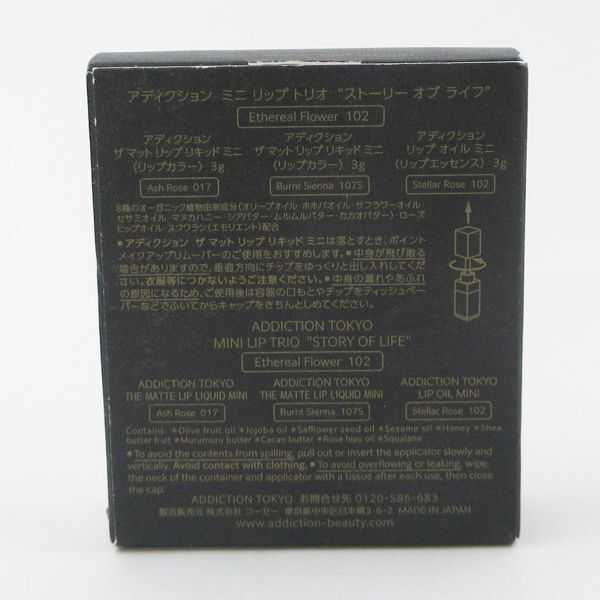 アディクション ミニ リップ トリオ "ストーリー オブ ライフ"
Ethereal Flower 102
アディクション
ザ マット リップ リキッド ミニ
〈リップカラー〉 3g
Ash Rose 017
アディクション
ザ マット リップ リキッド ミニ
〈リップカラー〉 3g
Burnt Sienna 107S
アディクション
リップ オイル ミニ
〈リップエッセンス〉 3g
Stellar Rose 102
8種のオーガニック植物由来成分(オリーブオイル・ホホバオイル・サフラワーオイル・
セサミオイル・マヌカハニー・シアバター・ムルムルバター・カカオバター)・ローズ
ヒップオイル・スクワラン(エモリエント)配合
■アディクション ザ マット リップ リキッド ミニは落とすとき、ポイント
メイクアップリムーバーのご使用をおすすめします。■中身が飛び散る
場合がありますので、垂直方向にチップをゆっくりと出し入れしてくだ
さい。衣服等につかないようご注意ください。■中身の漏れやあふれ
の原因になるため、ご使用後は容器の口もとやチップをティッシュペー
パーなどでふいてからキャップをきちんとしめてください。
ADDICTION TOKYO
MINI LIP TRIO "STORY OF LIFE"
Ethereal Flower 102
ADDICTION TOKYO
THE MATTE LIP LIQUID MINI
Ash Rose 017
ADDICTION TOKYO
THE MATTE LIP LIQUID MINI
Burnt Sienna 107S
ADDICTION TOKYO
LIP OIL MINI
Stellar Rose 102
Contains: *Olive fruit oil *Jojoba oil *Safflower seed oil *Sesame oil *Honey *Shea
butter fruit *Murumuru butter *Cacao butter *Rose hips oil *Squalane
■To avoid the contents from spilling, pull out or insert the applicator slowly and
vertically. Avoid contact with clothing. ■To avoid overflowing or leaking, wipe
the neck of the container and applicator with a tissue after each use, then close
the cap.
ADDICTION TOKYO お問合せ先 0120-586-683
製造販売元 株式会社 コーセー 東京都中央区日本橋3-6-2 MADE IN JAPAN
www.addiction-beauty.com